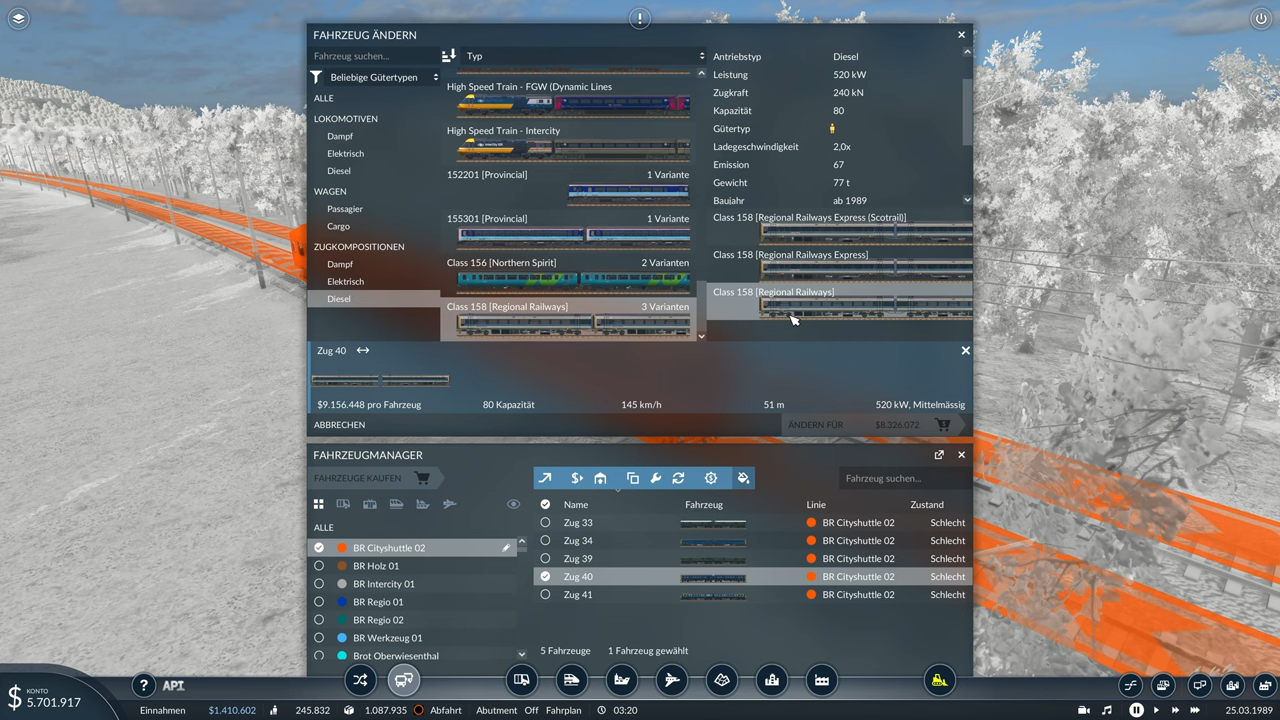 FAHRZEUG ÄNDERN
Fahrzeug suchen...
Typ
Beliebige Gütertypen
ALLE
LOKOMOTIVEN
Dampf
Elektrisch
Diesel
WAGEN
Passagier
Cargo
ZUGKOMPOSITIONEN
Dampf
Elektrisch
Diesel
High Speed Train - FGW (Dynamic Lines
High Speed Train - Intercity
152201 [Provincial] 1 Variante
155301 [Provincial] 1 Variante
Class 156 [Northern Spirit] 2 Varianten
Class 158 [Regional Railways] 3 Varianten
Antriebstyp Diesel
Leistung 520 kW
Zugkraft 240 kN
Kapazität 80
Gütertyp
Ladegeschwindigkeit 2,0x
Emission 67
Gewicht 77 t
Baujahr ab 1989
Class 158 [Regional Railways Express (Scotrail)]
Class 158 [Regional Railways Express]
Class 158 [Regional Railways]
Zug 40
$9.156.448 pro Fahrzeug 80 Kapazität 145 km/h 51 m 520 kW, Mittelmässig
ABBRECHEN
ÄNDERN FÜR $8.326.072
FAHRZEUGMANAGER
FAHRZEUGE KAUFEN
Fahrzeug suchen...
ALLE
BR Cityshuttle 02
BR Holz 01
BR Intercity 01
BR Regio 01
BR Regio 02
BR Werkzeug 01
Brot Oberwiesenthal
Name Fahrzeug Linie Zustand
Zug 33 BR Cityshuttle 02 Schlecht
Zug 34 BR Cityshuttle 02 Schlecht
Zug 39 BR Cityshuttle 02 Schlecht
Zug 40 BR Cityshuttle 02 Schlecht
Zug 41 BR Cityshuttle 02 Schlecht
5 Fahrzeuge 1 Fahrzeug gewählt
$ KONTO
5.701.917
? API
Einnahmen $1.410.602 245.832 1.087.935 Abfahrt Abutment Off Fahrplan 03:20 25.03.1989